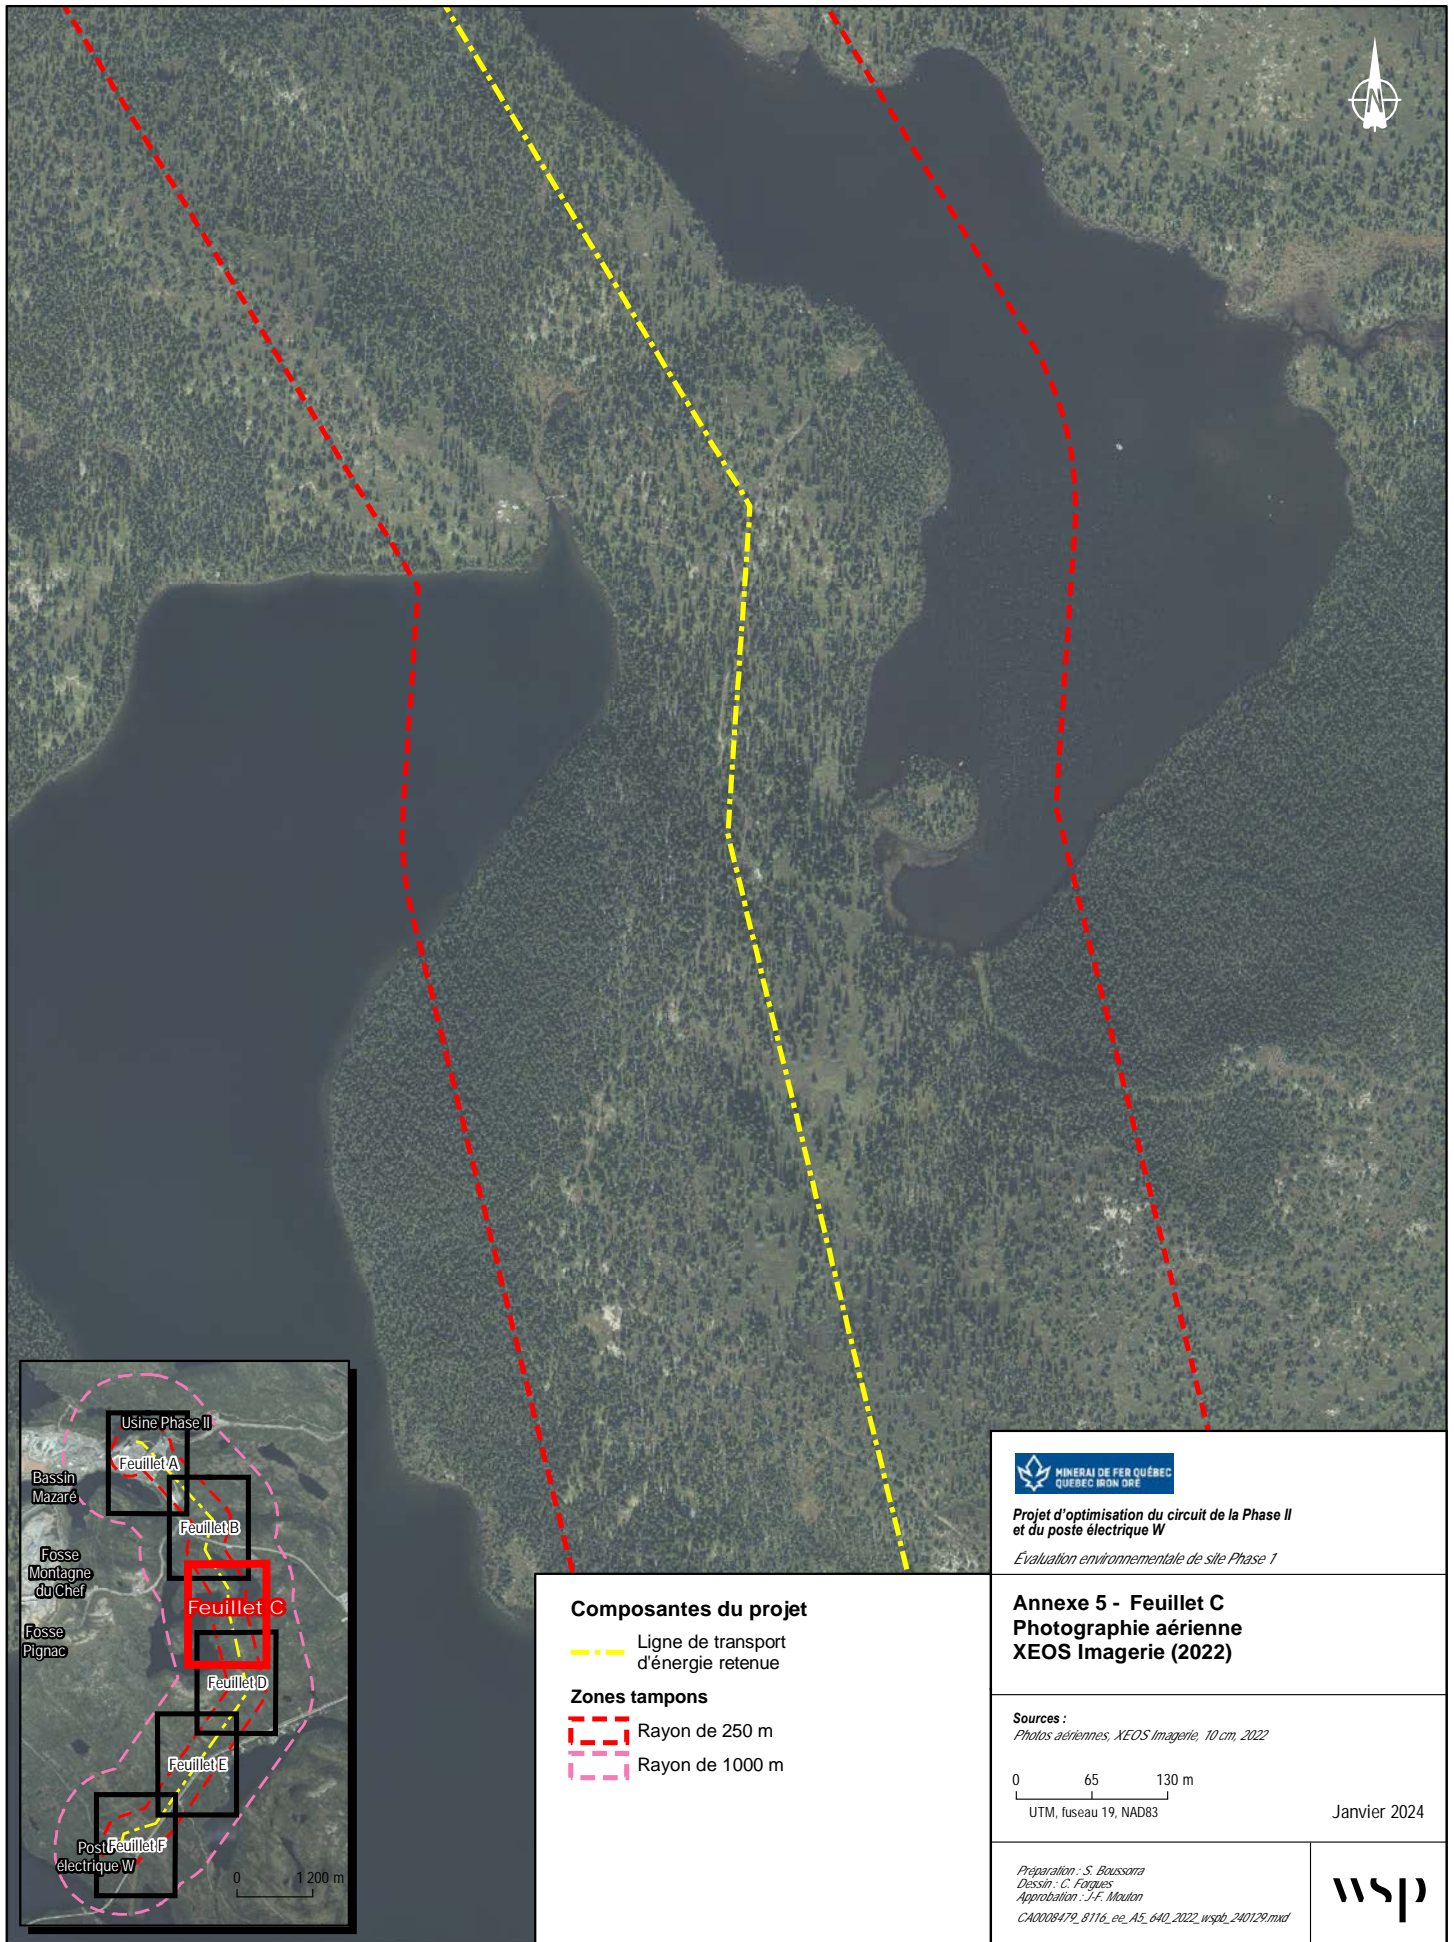 N
Usine Phase II
Feuillet A
Bassin
Mazaré
Feuillet B
Fosse
Montagne
du Chef
Feuillet C
Fosse
Pignac
Feuillet D
Feuillet E
Feuillet F
Poste
électrique W
0 1 200 m
Composantes du projet
Ligne de transport
d'énergie retenue
Zones tampons
Rayon de 250 m
Rayon de 1000 m
MINERAI DE FER QUÉBEC
QUEBEC IRON ORE
Projet d'optimisation du circuit de la Phase II
et du poste électrique W
Évaluation environnementale de site Phase 1
Annexe 5 - Feuillet C
Photographie aérienne
XEOS Imagerie (2022)
Sources :
Photos aériennes, XEOS Imagerie, 10 cm, 2022
0 65 130 m
UTM, fuseau 19, NAD83
Janvier 2024
Préparation : S. Boussorra
Dessin : C. Forgues
Approbation : J-F. Mouton
CA0008479_8116_ee_A5_640_2022_wspb_240129.mxd
wsp